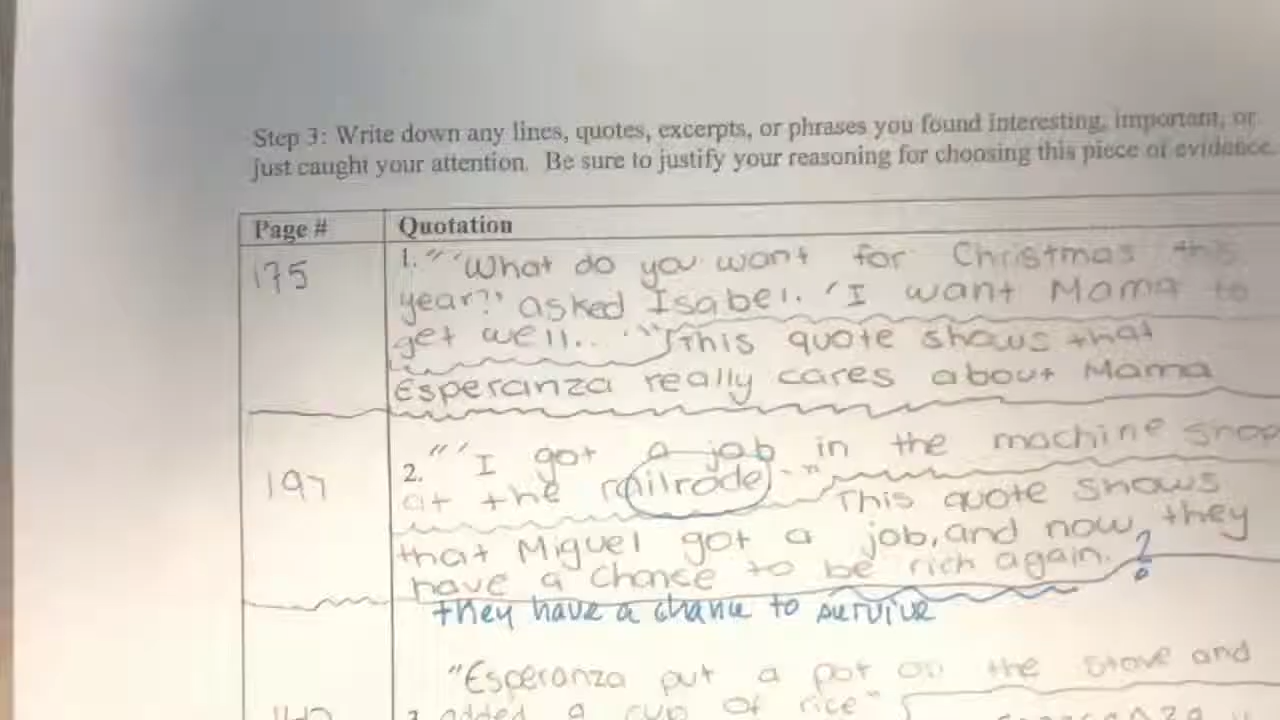 Step 3: Write down any lines, quotes, excerpts, or phrases you found interesting, important, or
just caught your attention. Be sure to justify your reasoning for choosing this piece of evidence.
Page # Quotation
175 1. "'What do you want for Christmas this
year?' asked Isabel. 'I want Mama to
get well.. '"This quote shows that
Esperanza really cares about Mama
197 2. "'I got a job in the machine shop
at the railrode'" This quote shows
that Miguel got a job, and now, they
have a chance to be rich again. ?
they have a chance to survive
"Esperanza put a pot on the stove and
3. added a cup of rice"